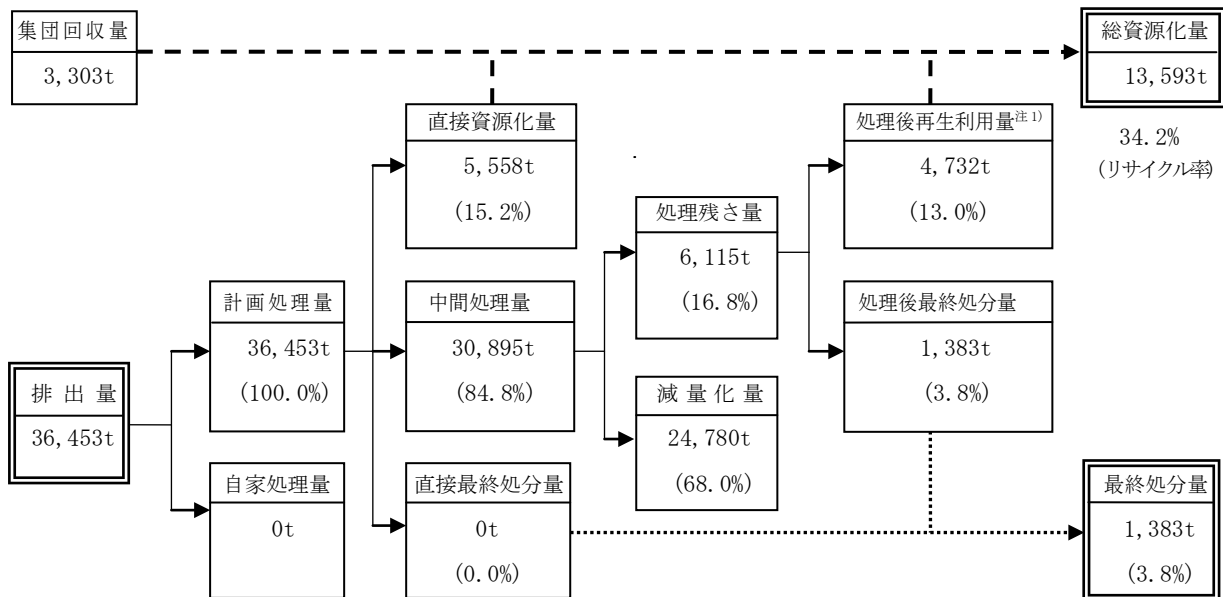 集団回収量
3,303t
総資源化量
13,593t
34.2%
(リサイクル率)
直接資源化量
5,558t
(15.2%)
処理後再生利用量注1)
4,732t
(13.0%)
処理残さ量
6,115t
(16.8%)
計画処理量
36,453t
(100.0%)
中間処理量
30,895t
(84.8%)
処理後最終処分量
1,383t
(3.8%)
排出量
36,453t
減量化量
24,780t
(68.0%)
自家処理量
0t
直接最終処分量
0t
(0.0%)
最終処分量
1,383t
(3.8%)